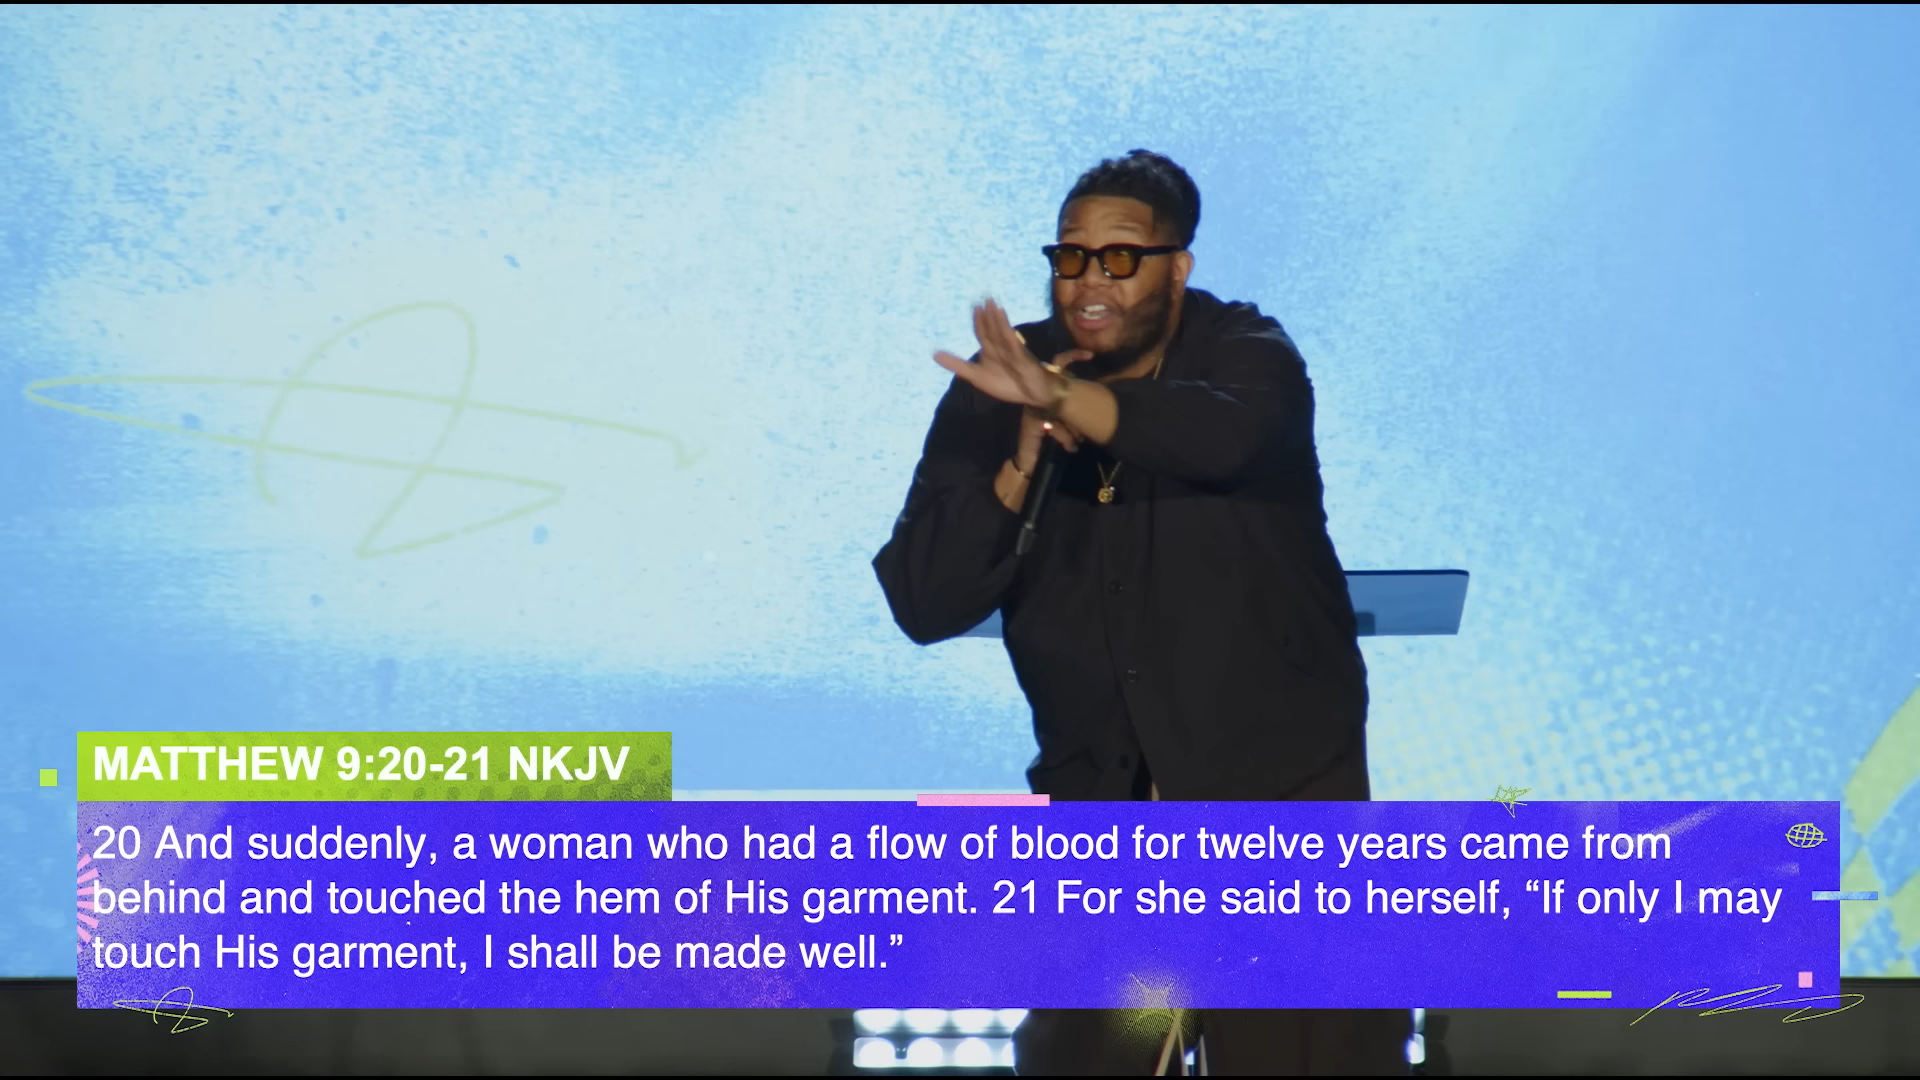 MATTHEW 9:20-21 NKJV
20 And suddenly, a woman who had a flow of blood for twelve years came from
behind and touched the hem of His garment. 21 For she said to herself, “If only I may
touch His garment, I shall be made well.”